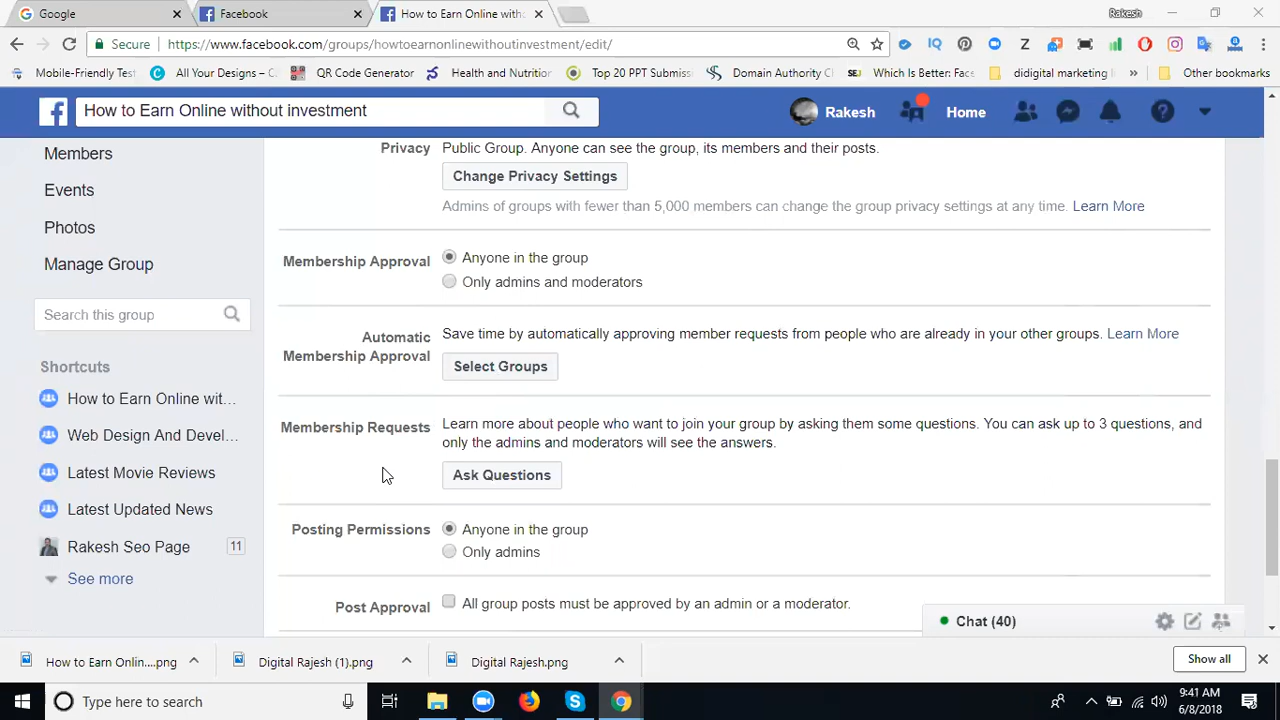 Google
Facebook
How to Earn Online with
Rakesh
Secure
https://www.facebook.com/groups/howtoearnonlinewithoutinvestment/edit/
Mobile-Friendly Test
All Your Designs – C
QR Code Generator
Health and Nutrition
Top 20 PPT Submiss
Domain Authority C
SEJ
Which Is Better: Fac
didigital marketing
Other bookmarks
How to Earn Online without investment
Rakesh
Home
Members
Events
Photos
Manage Group
Search this group
Shortcuts
How to Earn Online wit...
Web Design And Devel...
Latest Movie Reviews
Latest Updated News
Rakesh Seo Page 11
See more
Privacy
Public Group. Anyone can see the group, its members and their posts.
Change Privacy Settings
Admins of groups with fewer than 5,000 members can change the group privacy settings at any time. Learn More
Membership Approval
Anyone in the group
Only admins and moderators
Automatic
Membership Approval
Save time by automatically approving member requests from people who are already in your other groups. Learn More
Select Groups
Membership Requests
Learn more about people who want to join your group by asking them some questions. You can ask up to 3 questions, and
only the admins and moderators will see the answers.
Ask Questions
Posting Permissions
Anyone in the group
Only admins
Post Approval
All group posts must be approved by an admin or a moderator.
Chat (40)
How to Earn Onlin....png
Digital Rajesh (1).png
Digital Rajesh.png
Show all
Type here to search
9:41 AM
6/8/2018